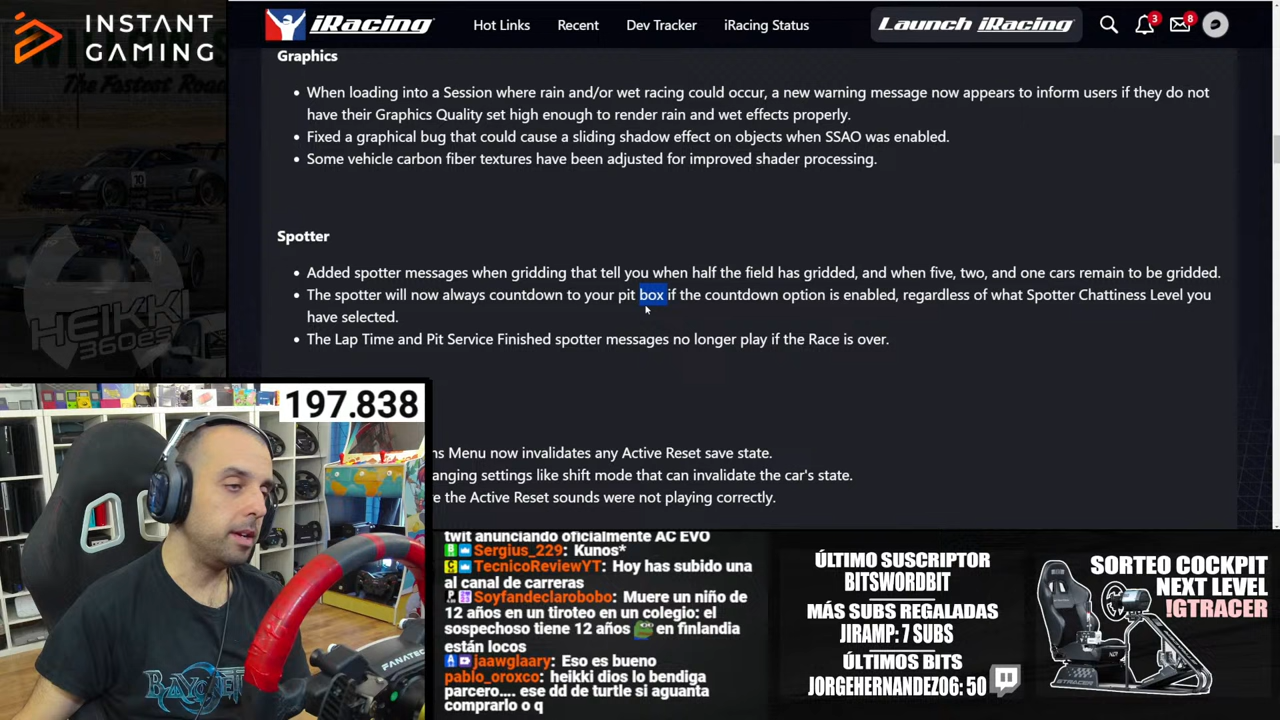 INSTANT
GAMING
iRacing
Hot Links
Recent
Dev Tracker
iRacing Status
Launch iRacing
3
8
The Fastest Road
Graphics
When loading into a Session where rain and/or wet racing could occur, a new warning message now appears to inform users if they do not
have their Graphics Quality set high enough to render rain and wet effects properly.
Fixed a graphical bug that could cause a sliding shadow effect on objects when SSAO was enabled.
Some vehicle carbon fiber textures have been adjusted for improved shader processing.
Spotter
Added spotter messages when gridding that tell you when half the field has gridded, and when five, two, and one cars remain to be gridded.
The spotter will now always countdown to your pit box if the countdown option is enabled, regardless of what Spotter Chattiness Level you
have selected.
The Lap Time and Pit Service Finished spotter messages no longer play if the Race is over.
HEIKKI
360ES
197.838
ns Menu now invalidates any Active Reset save state.
anging settings like shift mode that can invalidate the car's state.
e the Active Reset sounds were not playing correctly.
twit anunciando oficialmente AC EVO
Sergius_229: Kunos*
TecnicoReviewYT: Hoy has subido una
al canal de carreras
Soyfandeclarobobo: Muere un niño de
12 años en un tiroteo en un colegio: el
sospechoso tiene 12 años en finlandia
están locos
jaawglaary: Eso es bueno
pablo_oroxco: heikki dios lo bendiga
parcero.... ese dd de turtle si aguanta
comprarlo o q
ÚLTIMO SUSCRIPTOR
BITSWORDBIT
MÁS SUBS REGALADAS
JIRAMP: 7 SUBS
ÚLTIMOS BITS
JORGEHERNANDEZ06: 50
SORTEO COCKPIT
NEXT LEVEL
!GTRACER
GTRACER
BAYONETTA
FANATEC